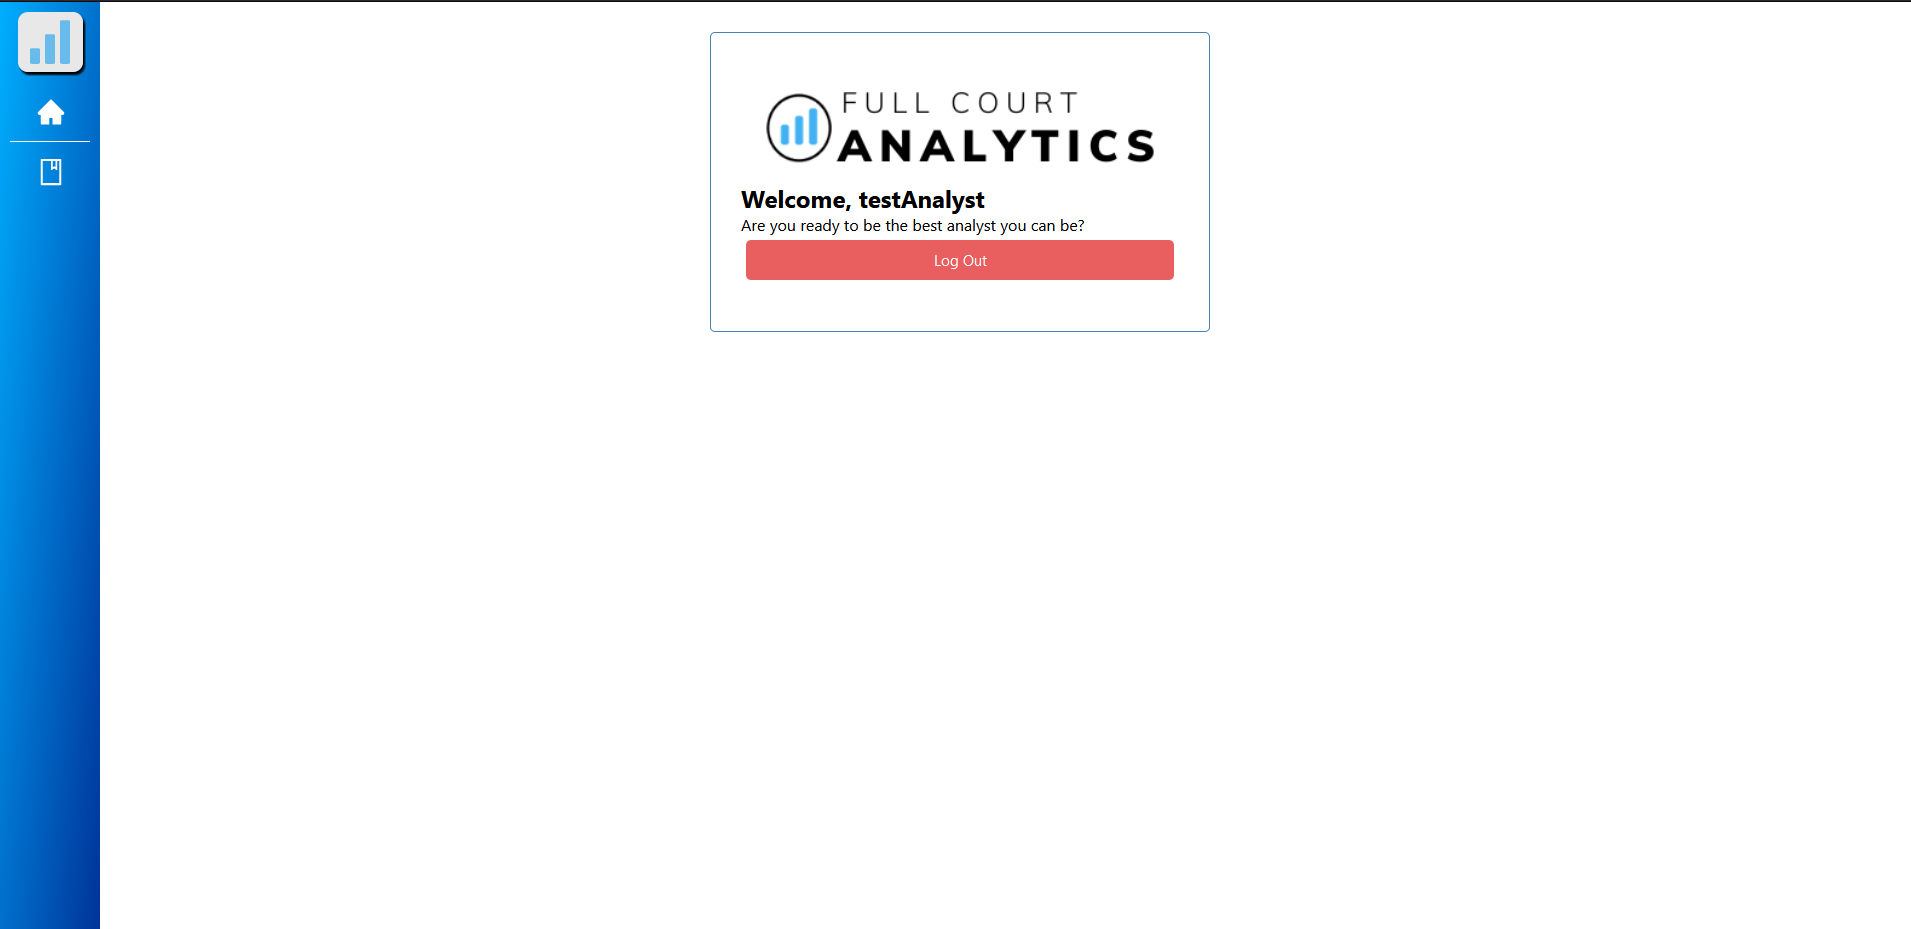 FULL COURT
ANALYTICS
Welcome, testAnalyst
Are you ready to be the best analyst you can be?
Log Out